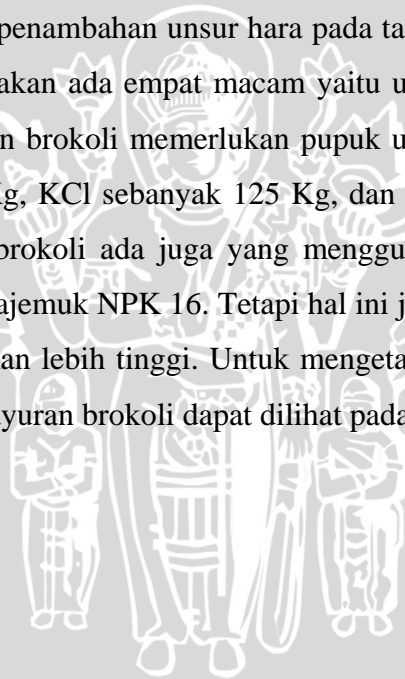 penambahan unsur hara pada ta
akan ada empat macam yaitu u
n brokoli memerlukan pupuk u
Kg, KCl sebanyak 125 Kg, dan
brokoli ada juga yang menggu
ajemuk NPK 16. Tetapi hal ini j
an lebih tinggi. Untuk mengeta
ayuran brokoli dapat dilihat pada